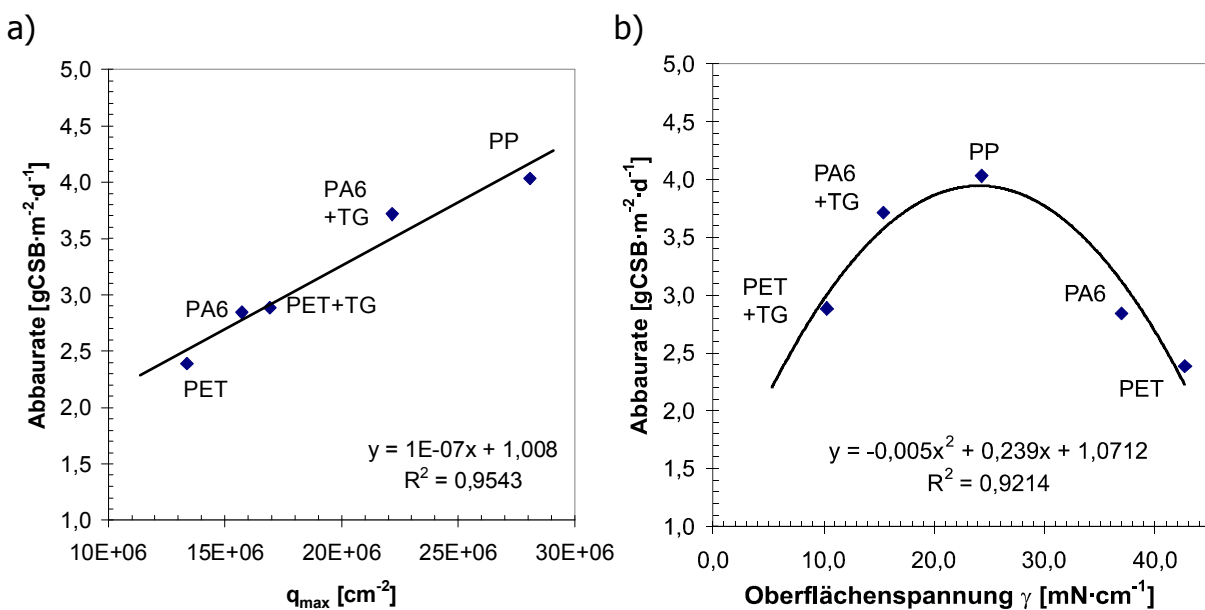 a)
Abbaurate [gCSB·m-2·d-1]
5,0
4,5
4,0
3,5
3,0
2,5
2,0
1,5
1,0
PP
PA6
+TG
PA6
PET+TG
PET
y = 1E-07x + 1,008
R2 = 0,9543
10E+06
15E+06
20E+06
25E+06
30E+06
qmax [cm-2]
b)
Abbaurate [gCSB·m-2·d-1]
5,0
4,5
4,0
3,5
3,0
2,5
2,0
1,5
1,0
PP
PA6
+TG
PET
+TG
PA6
PET
y = -0,005x2 + 0,239x + 1,0712
R2 = 0,9214
0,0
10,0
20,0
30,0
40,0
Oberflächenspannung γ [mN·cm-1]